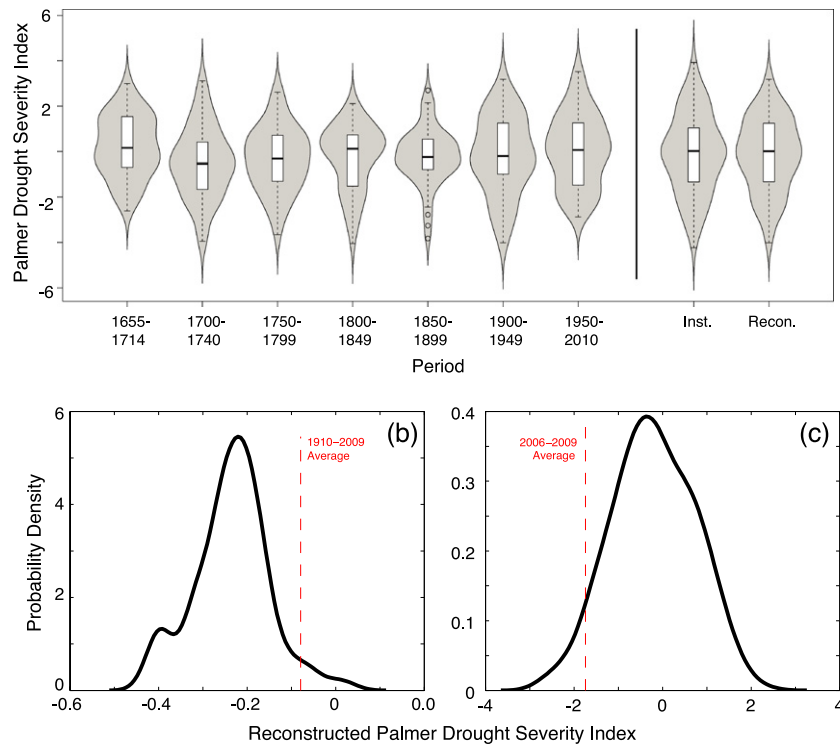 6
2
-2
-6
Palmer Drought Severity Index
1655- 1700- 1750- 1800- 1850- 1900- 1950- Inst. Recon.
1714 1740 1799 1849 1899 1949 2010
Period
6
4
2
0
Probability Density
(b)
1910–2009
Average
-0.6 -0.4 -0.2 0 0.0
0.4
0.3
0.2
0.1
0
(c)
2006–2009
Average
-4 -2 0 2 4
Reconstructed Palmer Drought Severity Index